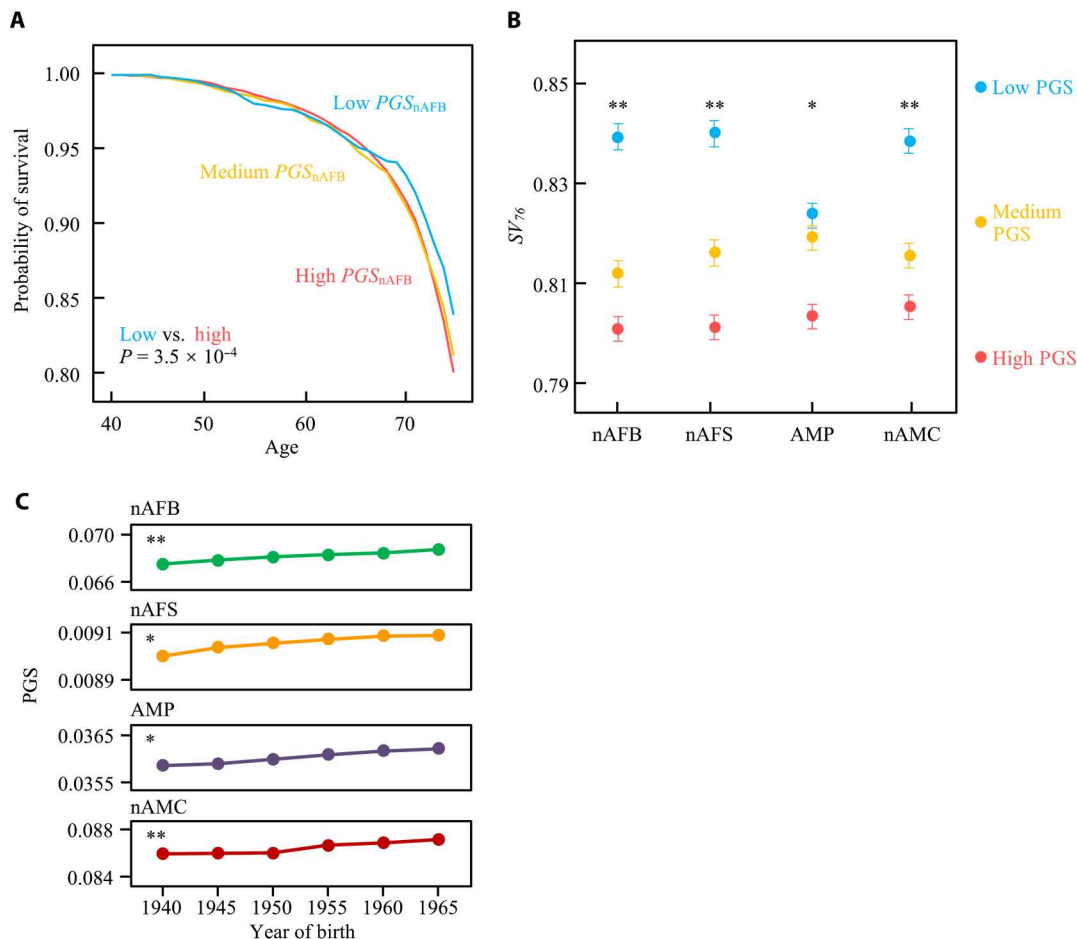 A
1.00
0.95
0.90
0.85
0.80
Probability of survival
Low PGSnAFB
Medium PGSnAFB
High PGSnAFB
Low vs. high
P = 3.5 × 10⁻⁴
40 50 60 70
Age
B
0.85
0.83
0.81
0.79
SV₇₆
** ** * **
nAFB nAFS AMP nAMC
Low PGS
Medium
PGS
High PGS
C
PGS
nAFB
0.070
0.066
**
nAFS
0.0091
0.0089
*
AMP
0.0365
0.0355
*
nAMC
0.088
0.084
**
1940 1945 1950 1955 1960 1965
Year of birth